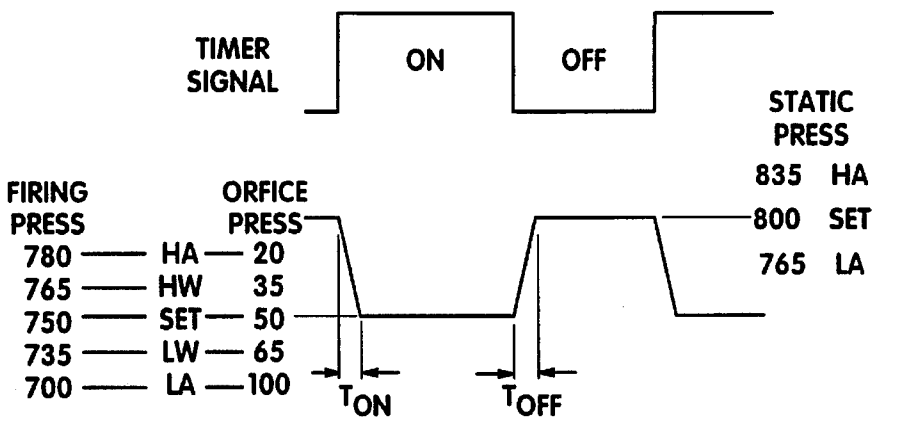 TIMER
SIGNAL
ON
OFF
STATIC
PRESS
835 HA
800 SET
765 LA
FIRING
PRESS
ORFICE
PRESS
780 HA 20
765 HW 35
750 SET 50
735 LW 65
700 LA 100
TON
TOFF